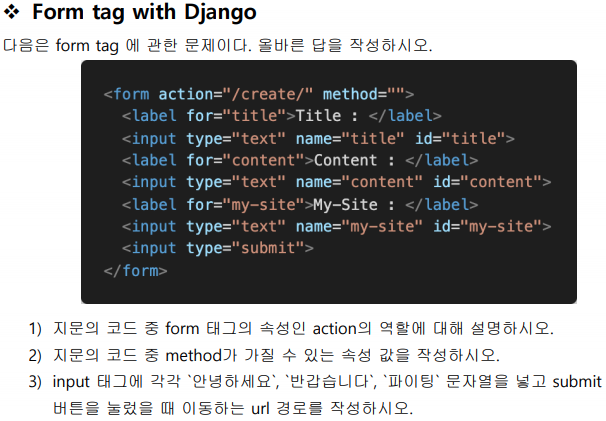 ❖ Form tag with Django
다음은 form tag 에 관한 문제이다. 올바른 답을 작성하시오.
<form action="/create/" method="">
  <label for="title">Title : </label>
  <input type="text" name="title" id="title">
  <label for="content">Content : </label>
  <input type="text" name="content" id="content">
  <label for="my-site">My-Site : </label>
  <input type="text" name="my-site" id="my-site">
  <input type="submit">
</form>
1) 지문의 코드 중 form 태그의 속성인 action의 역할에 대해 설명하시오.
2) 지문의 코드 중 method가 가질 수 있는 속성 값을 작성하시오.
3) input 태그에 각각 `안녕하세요`, `반갑습니다`, `파이팅` 문자열을 넣고 submit
버튼을 눌렀을 때 이동하는 url 경로를 작성하시오.